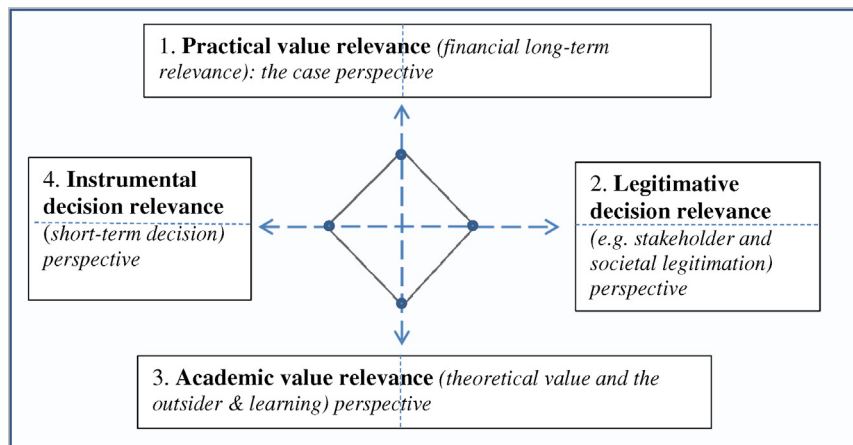 1. Practical value relevance (financial long-term
relevance): the case perspective
4. Instrumental
decision relevance
(short-term decision)
perspective
2. Legitimative
decision relevance
(e.g. stakeholder and
societal legitimation)
perspective
3. Academic value relevance (theoretical value and the
outsider & learning) perspective